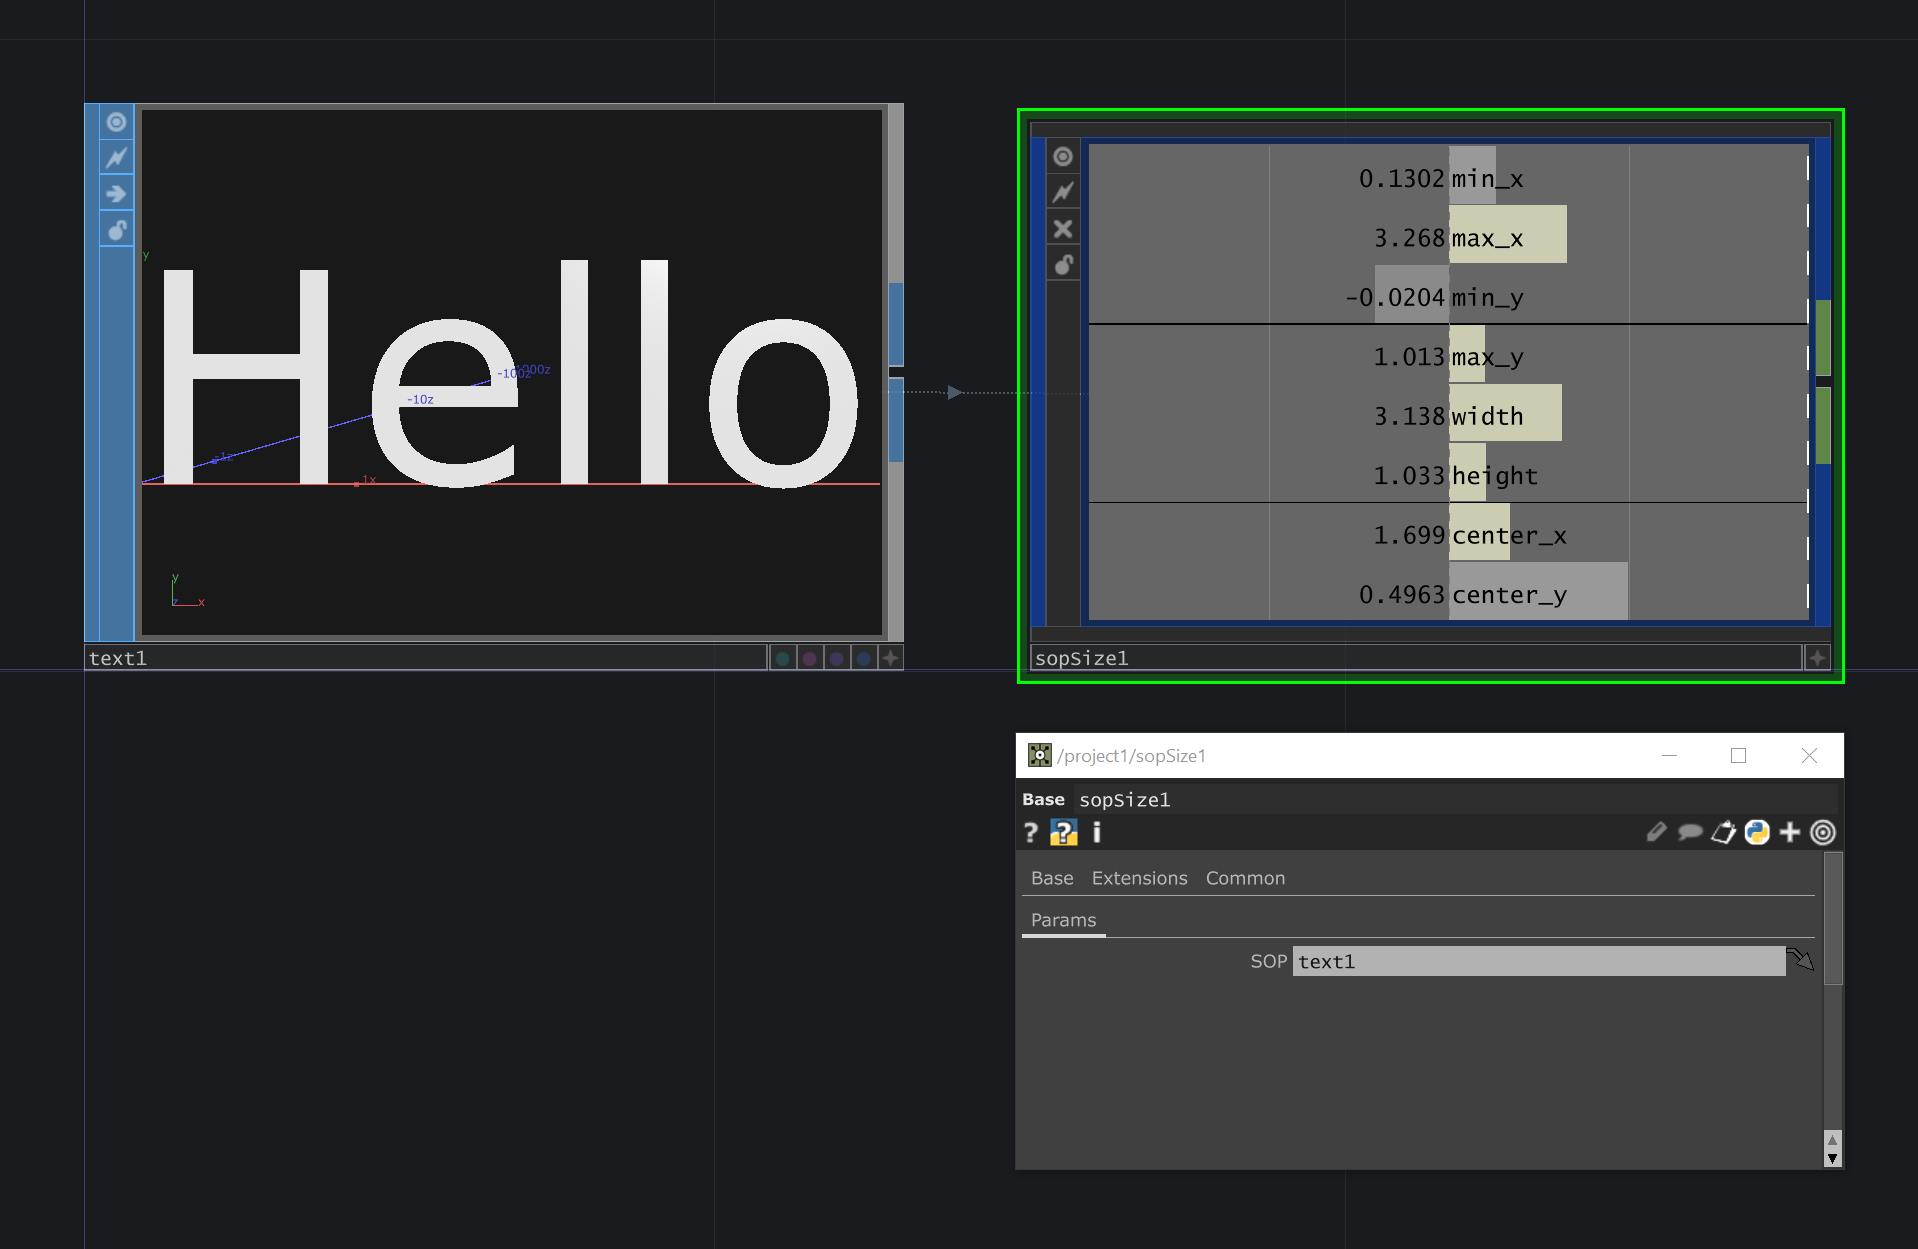 Hello
y
-1z
-10z
-100z
1x
y
z
x
text1
0.1302 min_x
3.268 max_x
-0.0204 min_y
1.013 max_y
3.138 width
1.033 height
1.699 center_x
0.4963 center_y
sopSize1
/project1/sopSize1
Base sopSize1
? ? i
Base Extensions Common
Params
SOP text1